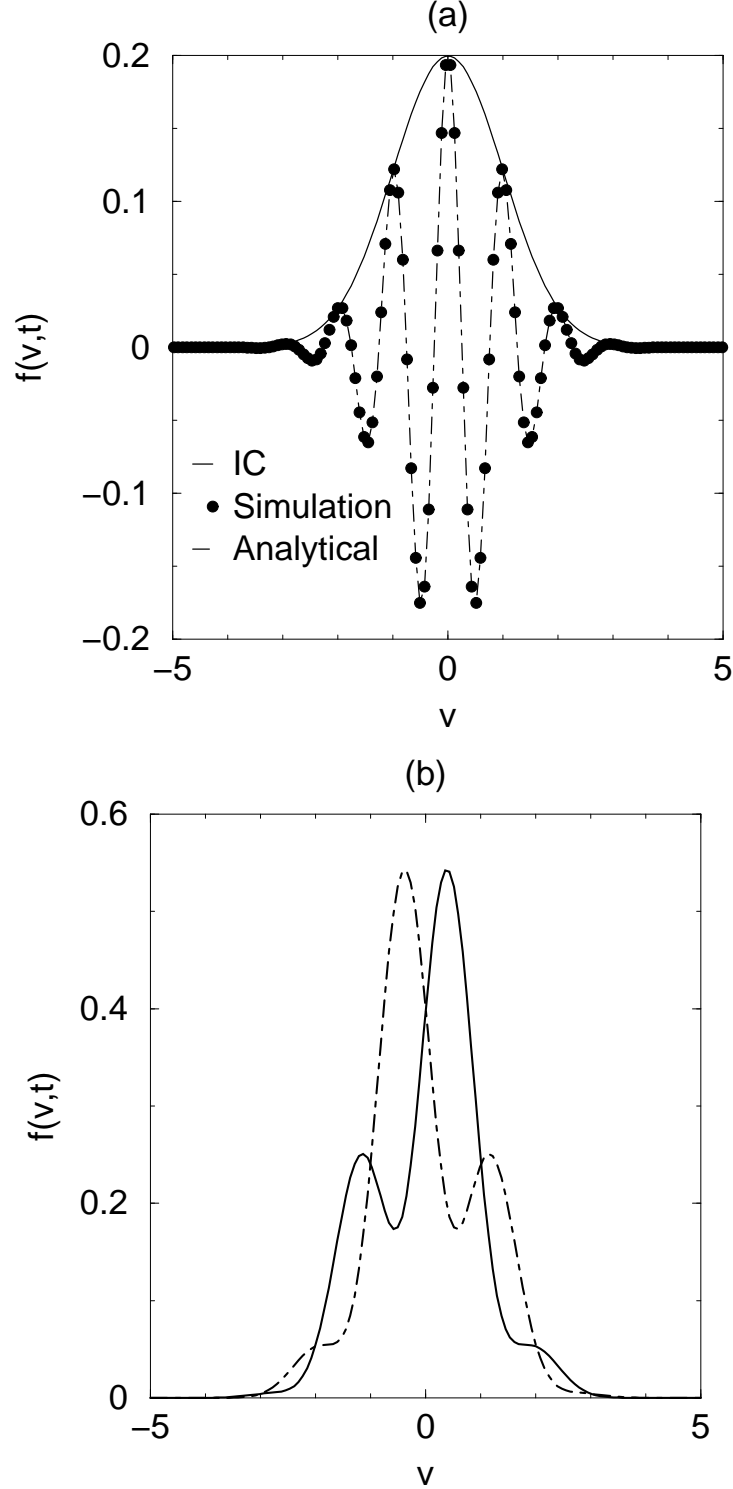 (a)
0.2
0.1
0
−0.1
−0.2
f(v,t)
IC
Simulation
Analytical
−5 0 5
v
(b)
0.6
0.4
0.2
0
f(v,t)
−5 0 5
v